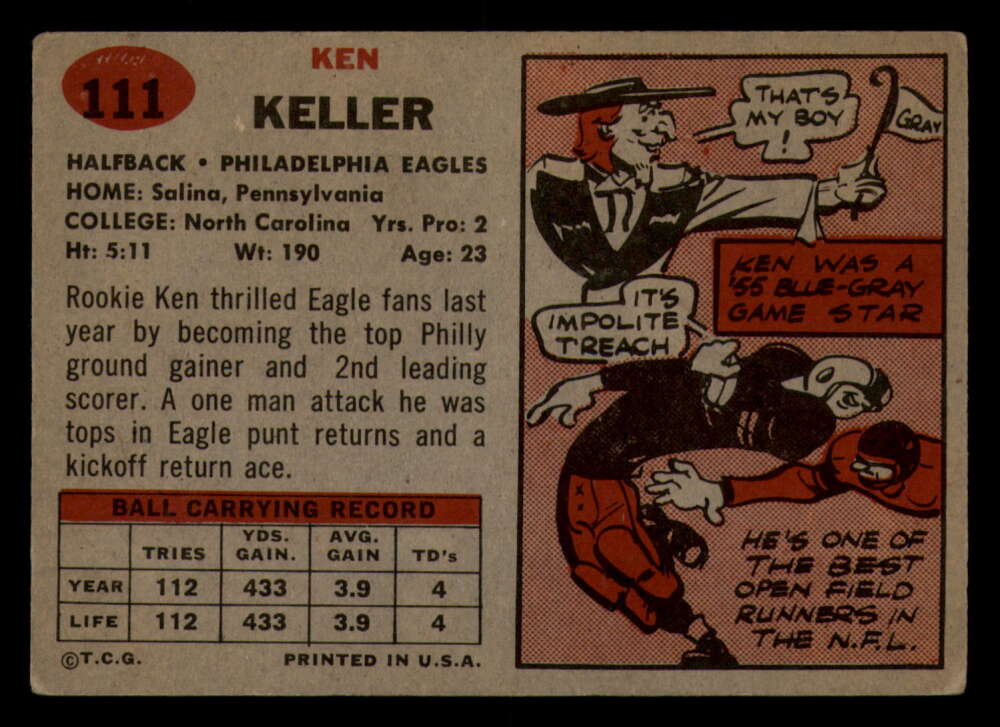 111
KEN
KELLER
HALFBACK • PHILADELPHIA EAGLES
HOME: Salina, Pennsylvania
COLLEGE: North Carolina Yrs. Pro: 2
Ht: 5:11 Wt: 190 Age: 23
Rookie Ken thrilled Eagle fans last
year by becoming the top Philly
ground gainer and 2nd leading
scorer. A one man attack he was
tops in Eagle punt returns and a
kickoff return ace.
BALL CARRYING RECORD
TRIES YDS. GAIN. AVG. GAIN TD's
YEAR 112 433 3.9 4
LIFE 112 433 3.9 4
©T.C.G. PRINTED IN U.S.A.
THAT'S
MY BOY
!
GRAY
KEN WAS A
'55 BLUE-GRAY
GAME STAR
IT'S
IMPOLITE
T'REACH
HE'S ONE OF
THE BEST
OPEN FIELD
RUNNERS IN
THE N.F.L.